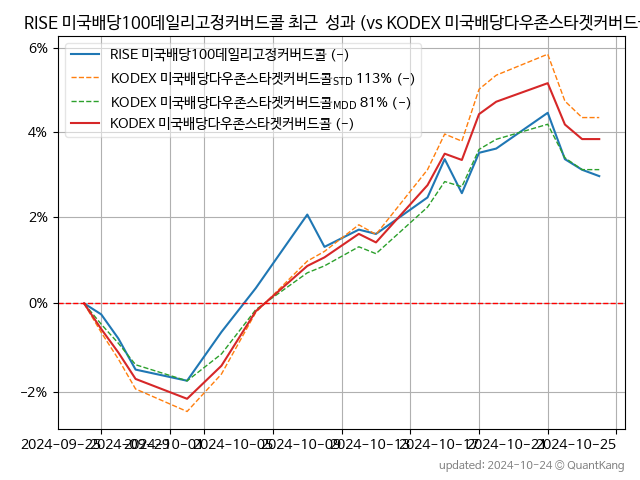 RISE 미국배당100데일리고정커버드콜 최근 성과 (vs KODEX 미국배당다우존스타겟커버드
RISE 미국배당100데일리고정커버드콜 (-)
KODEX 미국배당다우존스타겟커버드콜STD 113% (-)
KODEX 미국배당다우존스타겟커버드콜MDD 81% (-)
KODEX 미국배당다우존스타겟커버드콜 (-)
6%
4%
2%
0%
−2%
2024-09-25 2024-09-29 2024-10-01 2024-10-05 2024-10-09 2024-10-13 2024-10-17 2024-10-21 2024-10-25
updated: 2024-10-24 © QuantKang